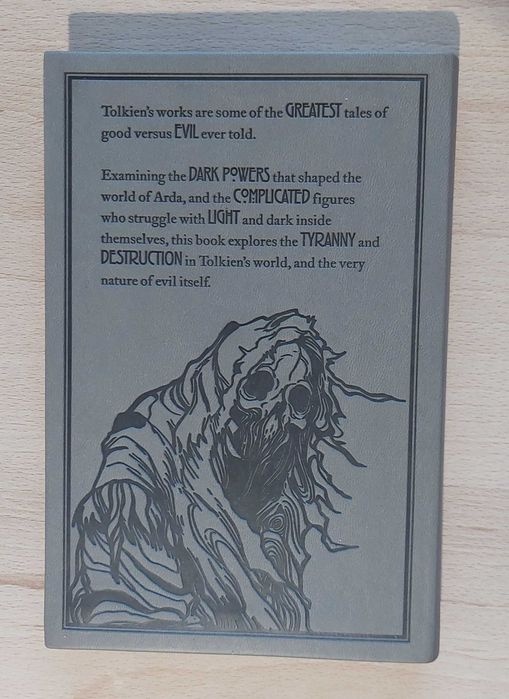 Tolkien's works are some of the GREATEST tales of
good versus EVIL ever told.
Examining the DARK POWERS that shaped the
world of Arda, and the COMPLICATED figures
who struggle with LIGHT and dark inside
themselves, this book explores the TYRANNY and
DESTRUCTION in Tolkien's world, and the very
nature of evil itself.